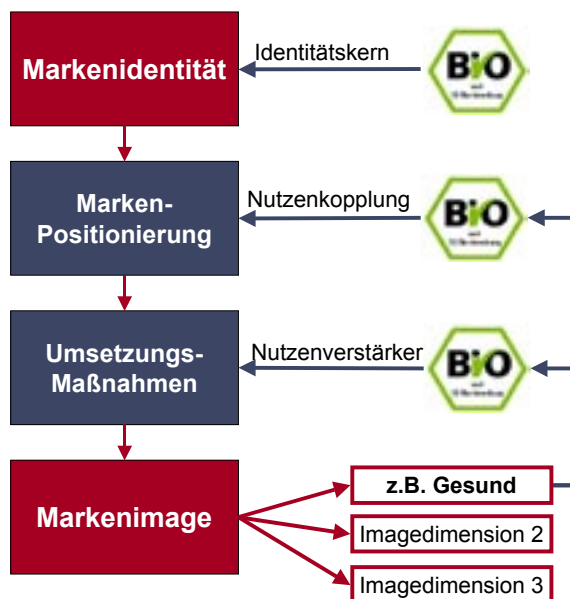 Markenidentität
Identitätskern
BiO
Marken-
Positionierung
Nutzenkopplung
BiO
Umsetzungs-
Maßnahmen
Nutzenverstärker
BiO
Markenimage
z.B. Gesund
Imagedimension 2
Imagedimension 3